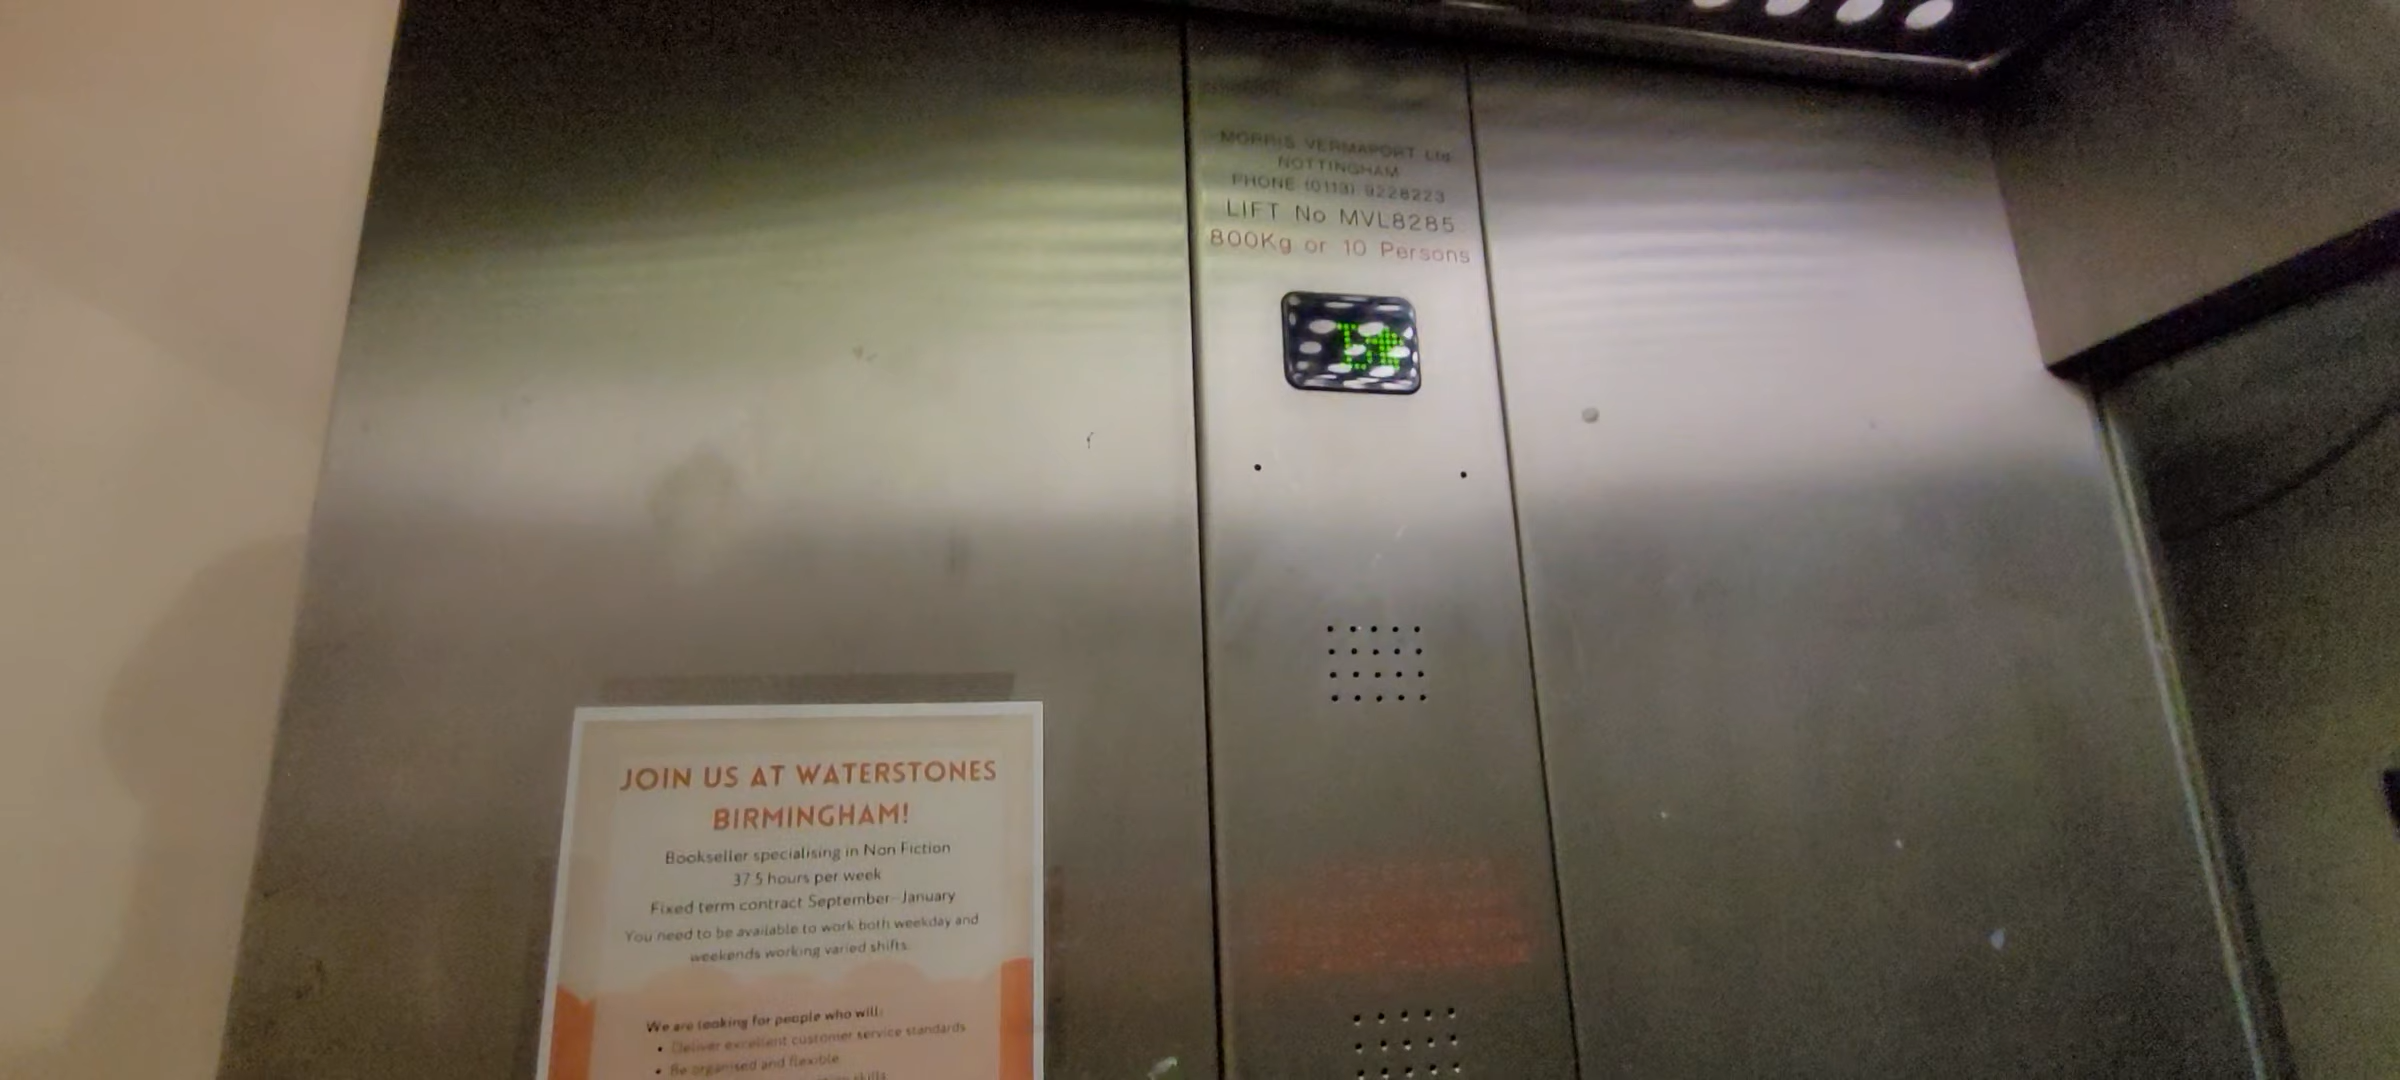 MORRIS VERMAPORT Ltd.
NOTTINGHAM
PHONE (0113) 9228223
LIFT No MVL8285
800Kg or 10 Persons
JOIN US AT WATERSTONES
BIRMINGHAM!
Bookseller specialising in Non Fiction
37.5 hours per week
Fixed term contract September-January
You need to be available to work both weekday and
weekends working varied shifts.
We are looking for people who will:
• Deliver excellent customer service standards
• Be organised and flexible
skills